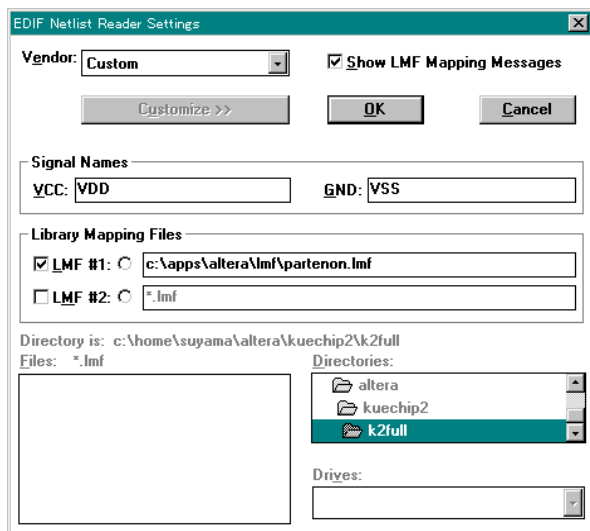 EDIF Netlist Reader Settings
Vendor: Custom
Show LMF Mapping Messages
Customize >>
OK
Cancel
Signal Names
VCC: VDD
GND: VSS
Library Mapping Files
LMF #1: c:\apps\altera\lmf\partenon.lmf
LMF #2: *.lmf
Directory is: c:\home\suyama\altera\kuechip2\k2full
Files: *.lmf
Directories:
altera
kuechip2
k2full
Drives: